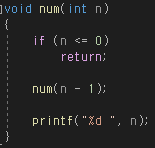 void num(int n)
{
if (n <= 0)
return;
num(n - 1);
printf("%d ", n);
}